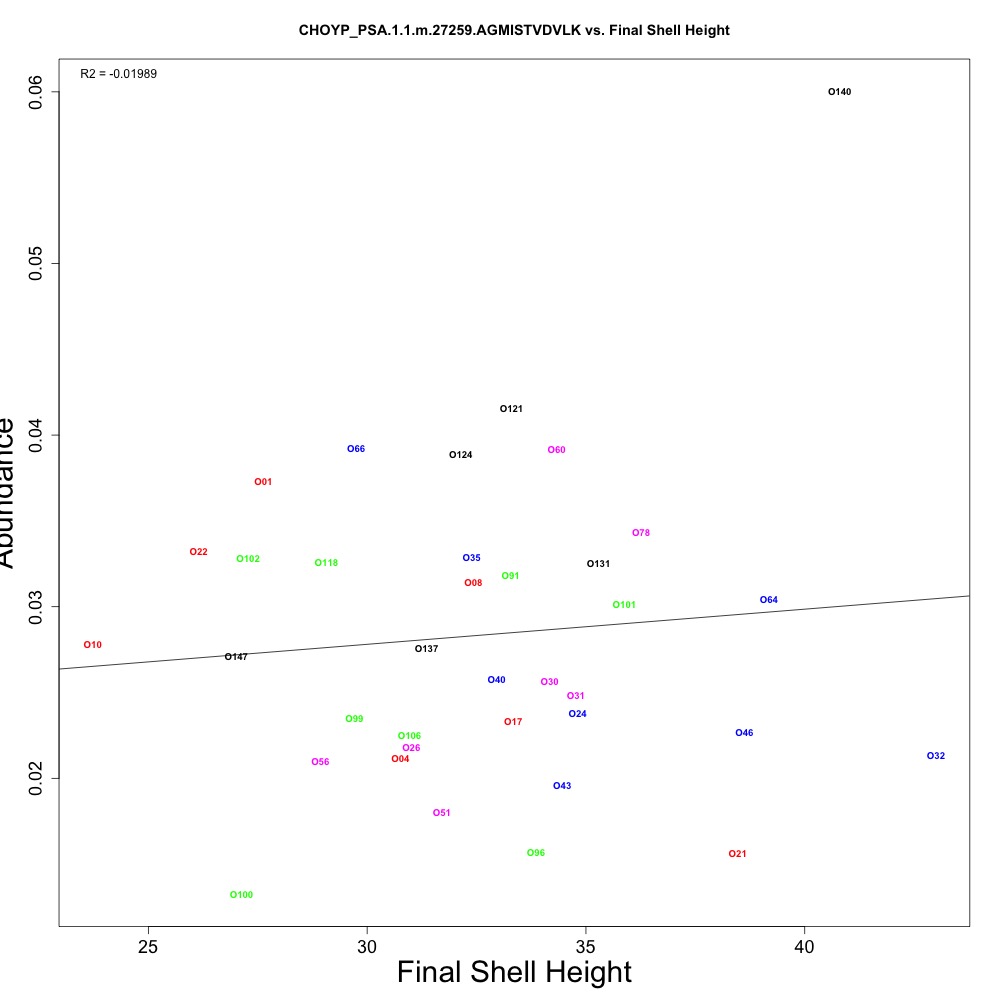 CHOYP_PSA.1.1.m.27259.AGMISTVDVLK vs. Final Shell Height
R2 = -0.01989
0.06
O140
0.05
O121
0.04
O66
O60
O124
O01
Abundance
O78
O22
O102
O35
O118
O131
O91
O08
O64
0.03
O101
O10
O137
O147
O40
O30
O31
O24
O99
O17
O46
O106
O26
O32
O04
O56
0.02
O43
O51
O96
O21
O100
25 30 35 40
Final Shell Height